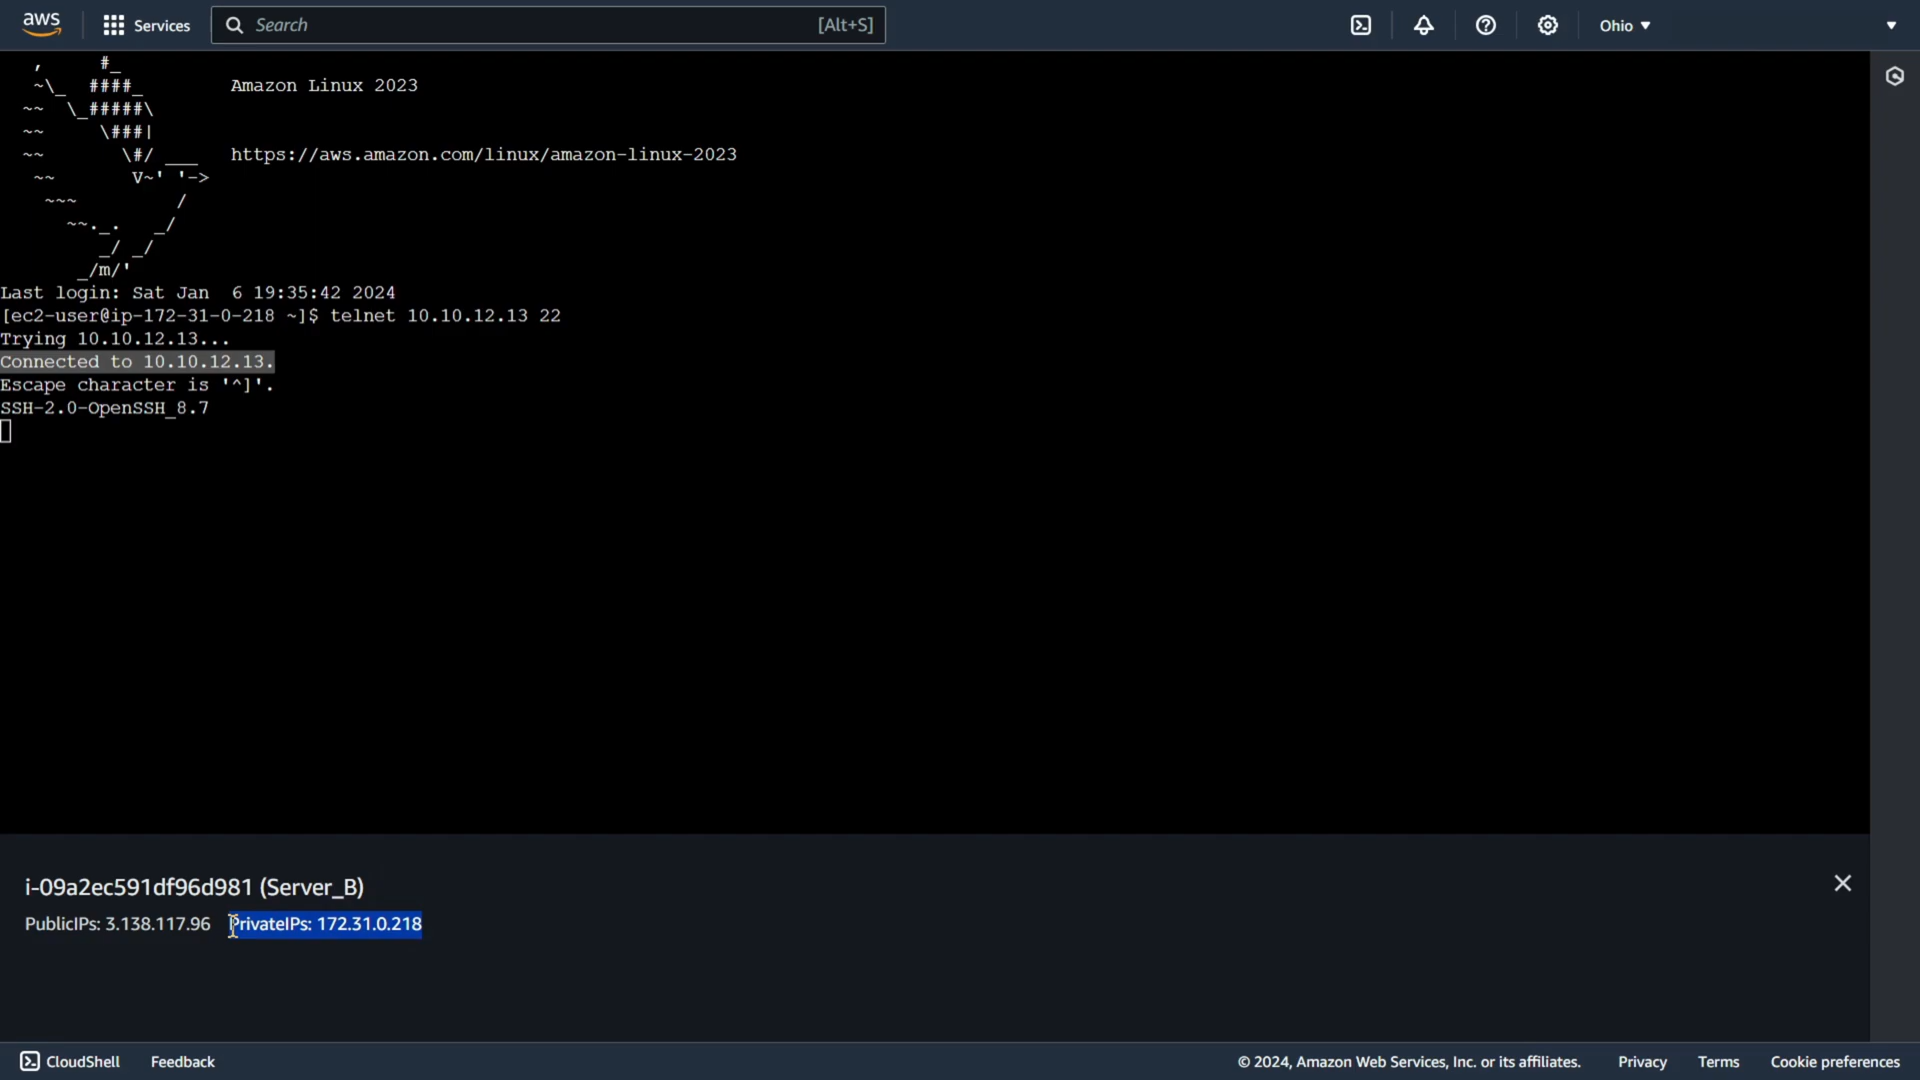 aws
Services
Search
[Alt+S]
Ohio
   ,     #_
   ~\_  ####_        Amazon Linux 2023
  ~~  \_#####\
  ~~     \###|
  ~~       \#/ ___   https://aws.amazon.com/linux/amazon-linux-2023
   ~~       V~' '->
    ~~~         /
      ~~._.   _/
         _/ _/
       _/m/'
Last login: Sat Jan  6 19:35:42 2024
[ec2-user@ip-172-31-0-218 ~]$ telnet 10.10.12.13 22
Trying 10.10.12.13...
Connected to 10.10.12.13.
Escape character is '^]'.
SSH-2.0-OpenSSH_8.7
i-09a2ec591df96d981 (Server_B)
PublicIPs: 3.138.117.96 PrivateIPs: 172.31.0.218
CloudShell
Feedback
© 2024, Amazon Web Services, Inc. or its affiliates.
Privacy
Terms
Cookie preferences